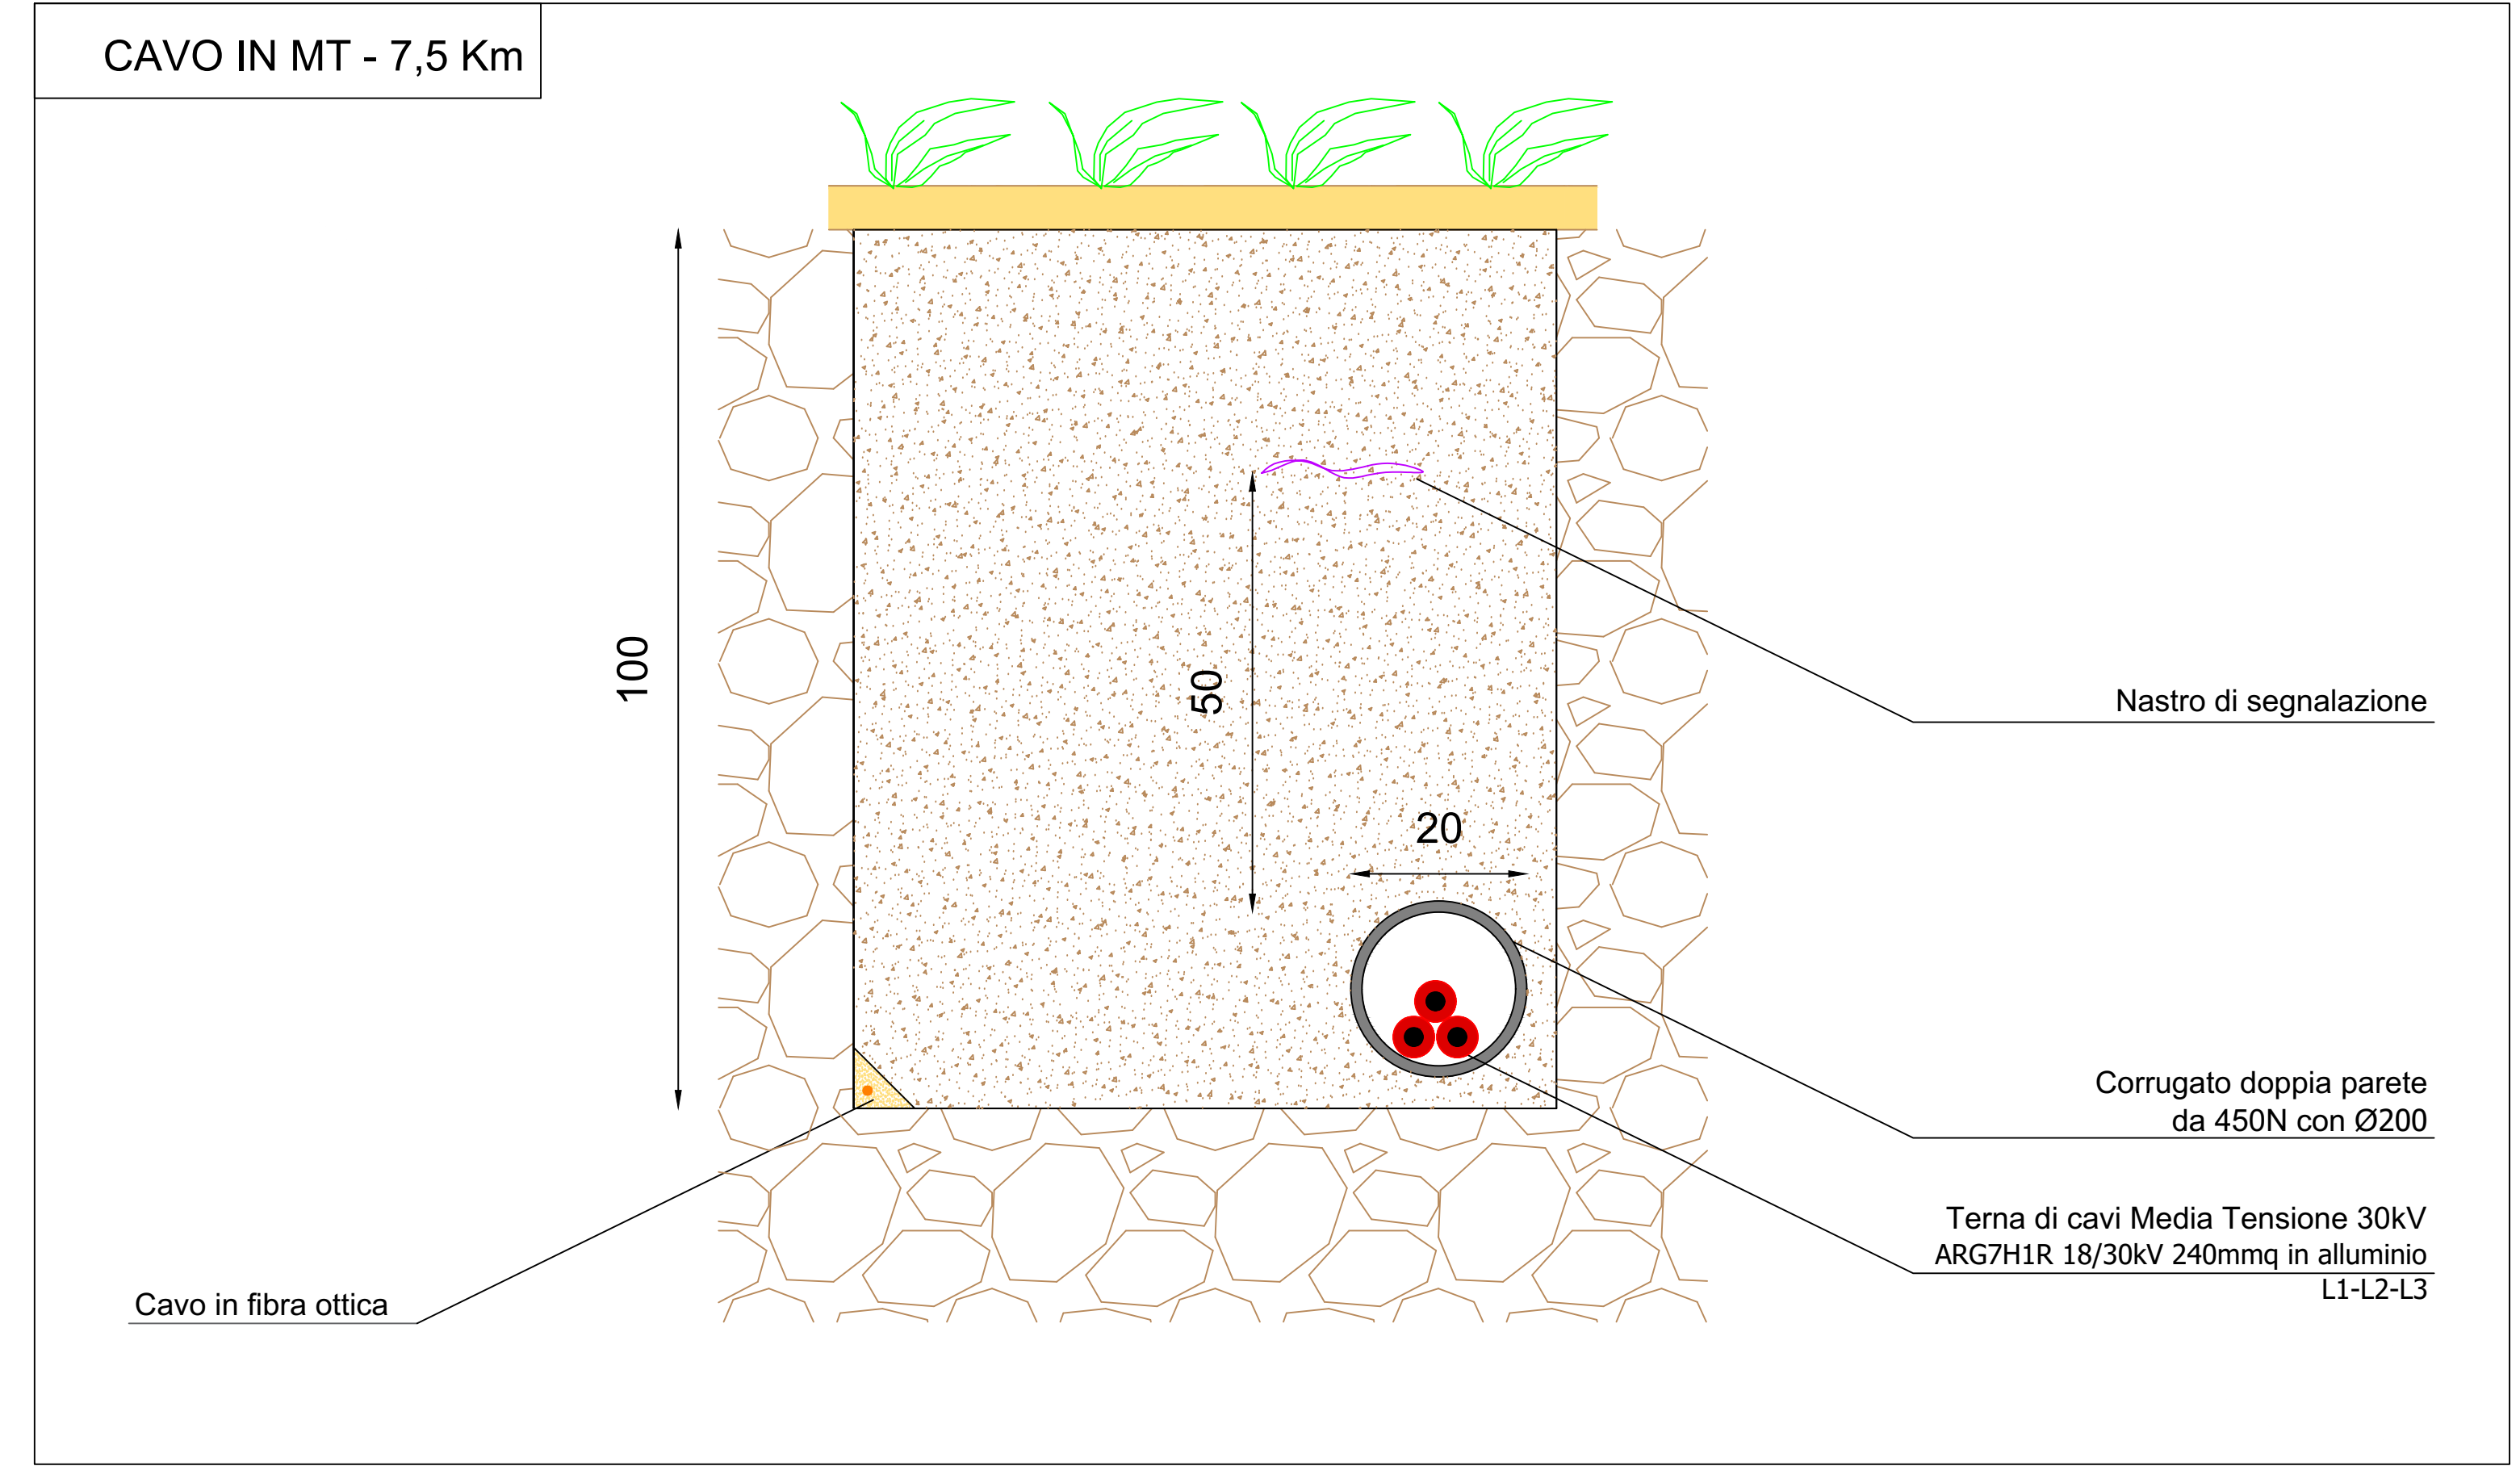 CAVO IN MT - 7,5 Km
100
50
20
Nastro di segnalazione
Corrugato doppia parete
da 450N con Ø200
Terna di cavi Media Tensione 30kV
ARG7H1R 18/30kV 240mmq in alluminio
L1-L2-L3
Cavo in fibra ottica